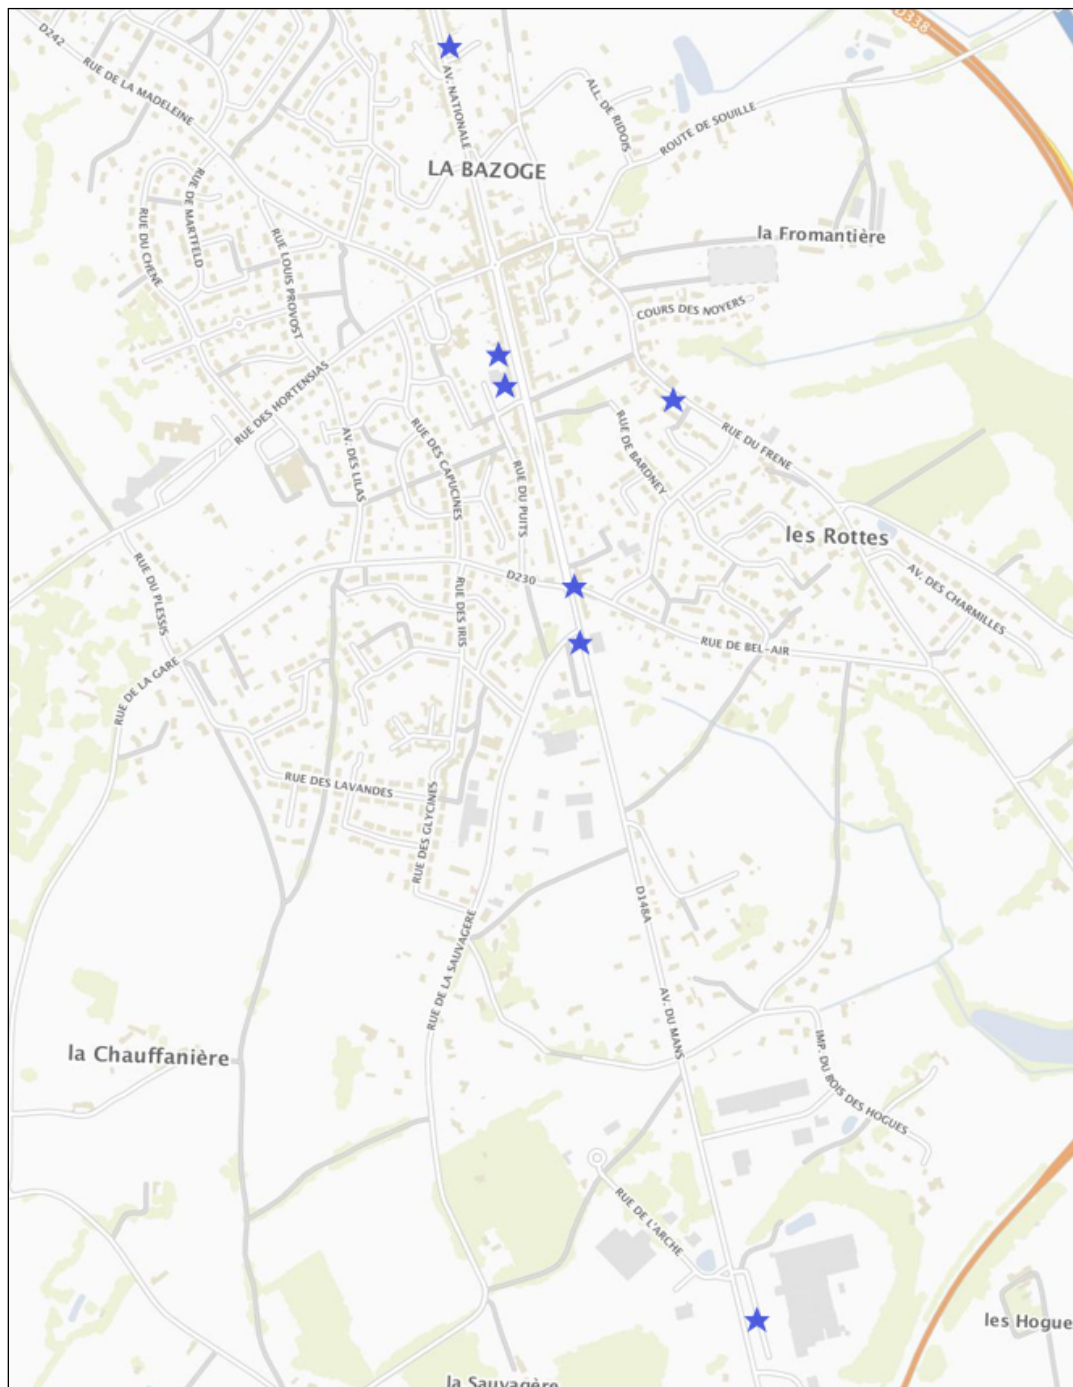 D338
D242
RUE DE LA MADELEINE
AV. NATIONALE
ALL. DE RIDOIS
ROUTE DE SOUILLE
LA BAZOGE
RUE DE MARTFELD
RUE DU CHENE
RUE LOUIS PROVOST
la Fromantière
COURS DES NOYERS
RUE DES HORTENSIAS
AV. DES LILAS
RUE DES CAPUCINES
RUE DU PUITS
RUE DE BARDNEY
RUE DU FRENE
les Rottes
AV. DES CHARMILLES
D230
RUE DU PLESSIS
RUE DES IRIS
RUE DE BEL-AIR
RUE DE LA GARE
RUE DES LAVANDES
RUE DES GLYCINES
D148A
RUE DE LA SAUVAGERE
AV. DU MANS
la Chauffanière
IMP. DU BOIS DES HOGUES
RUE DE L'ARCHE
les Hogue
la Sauvagère